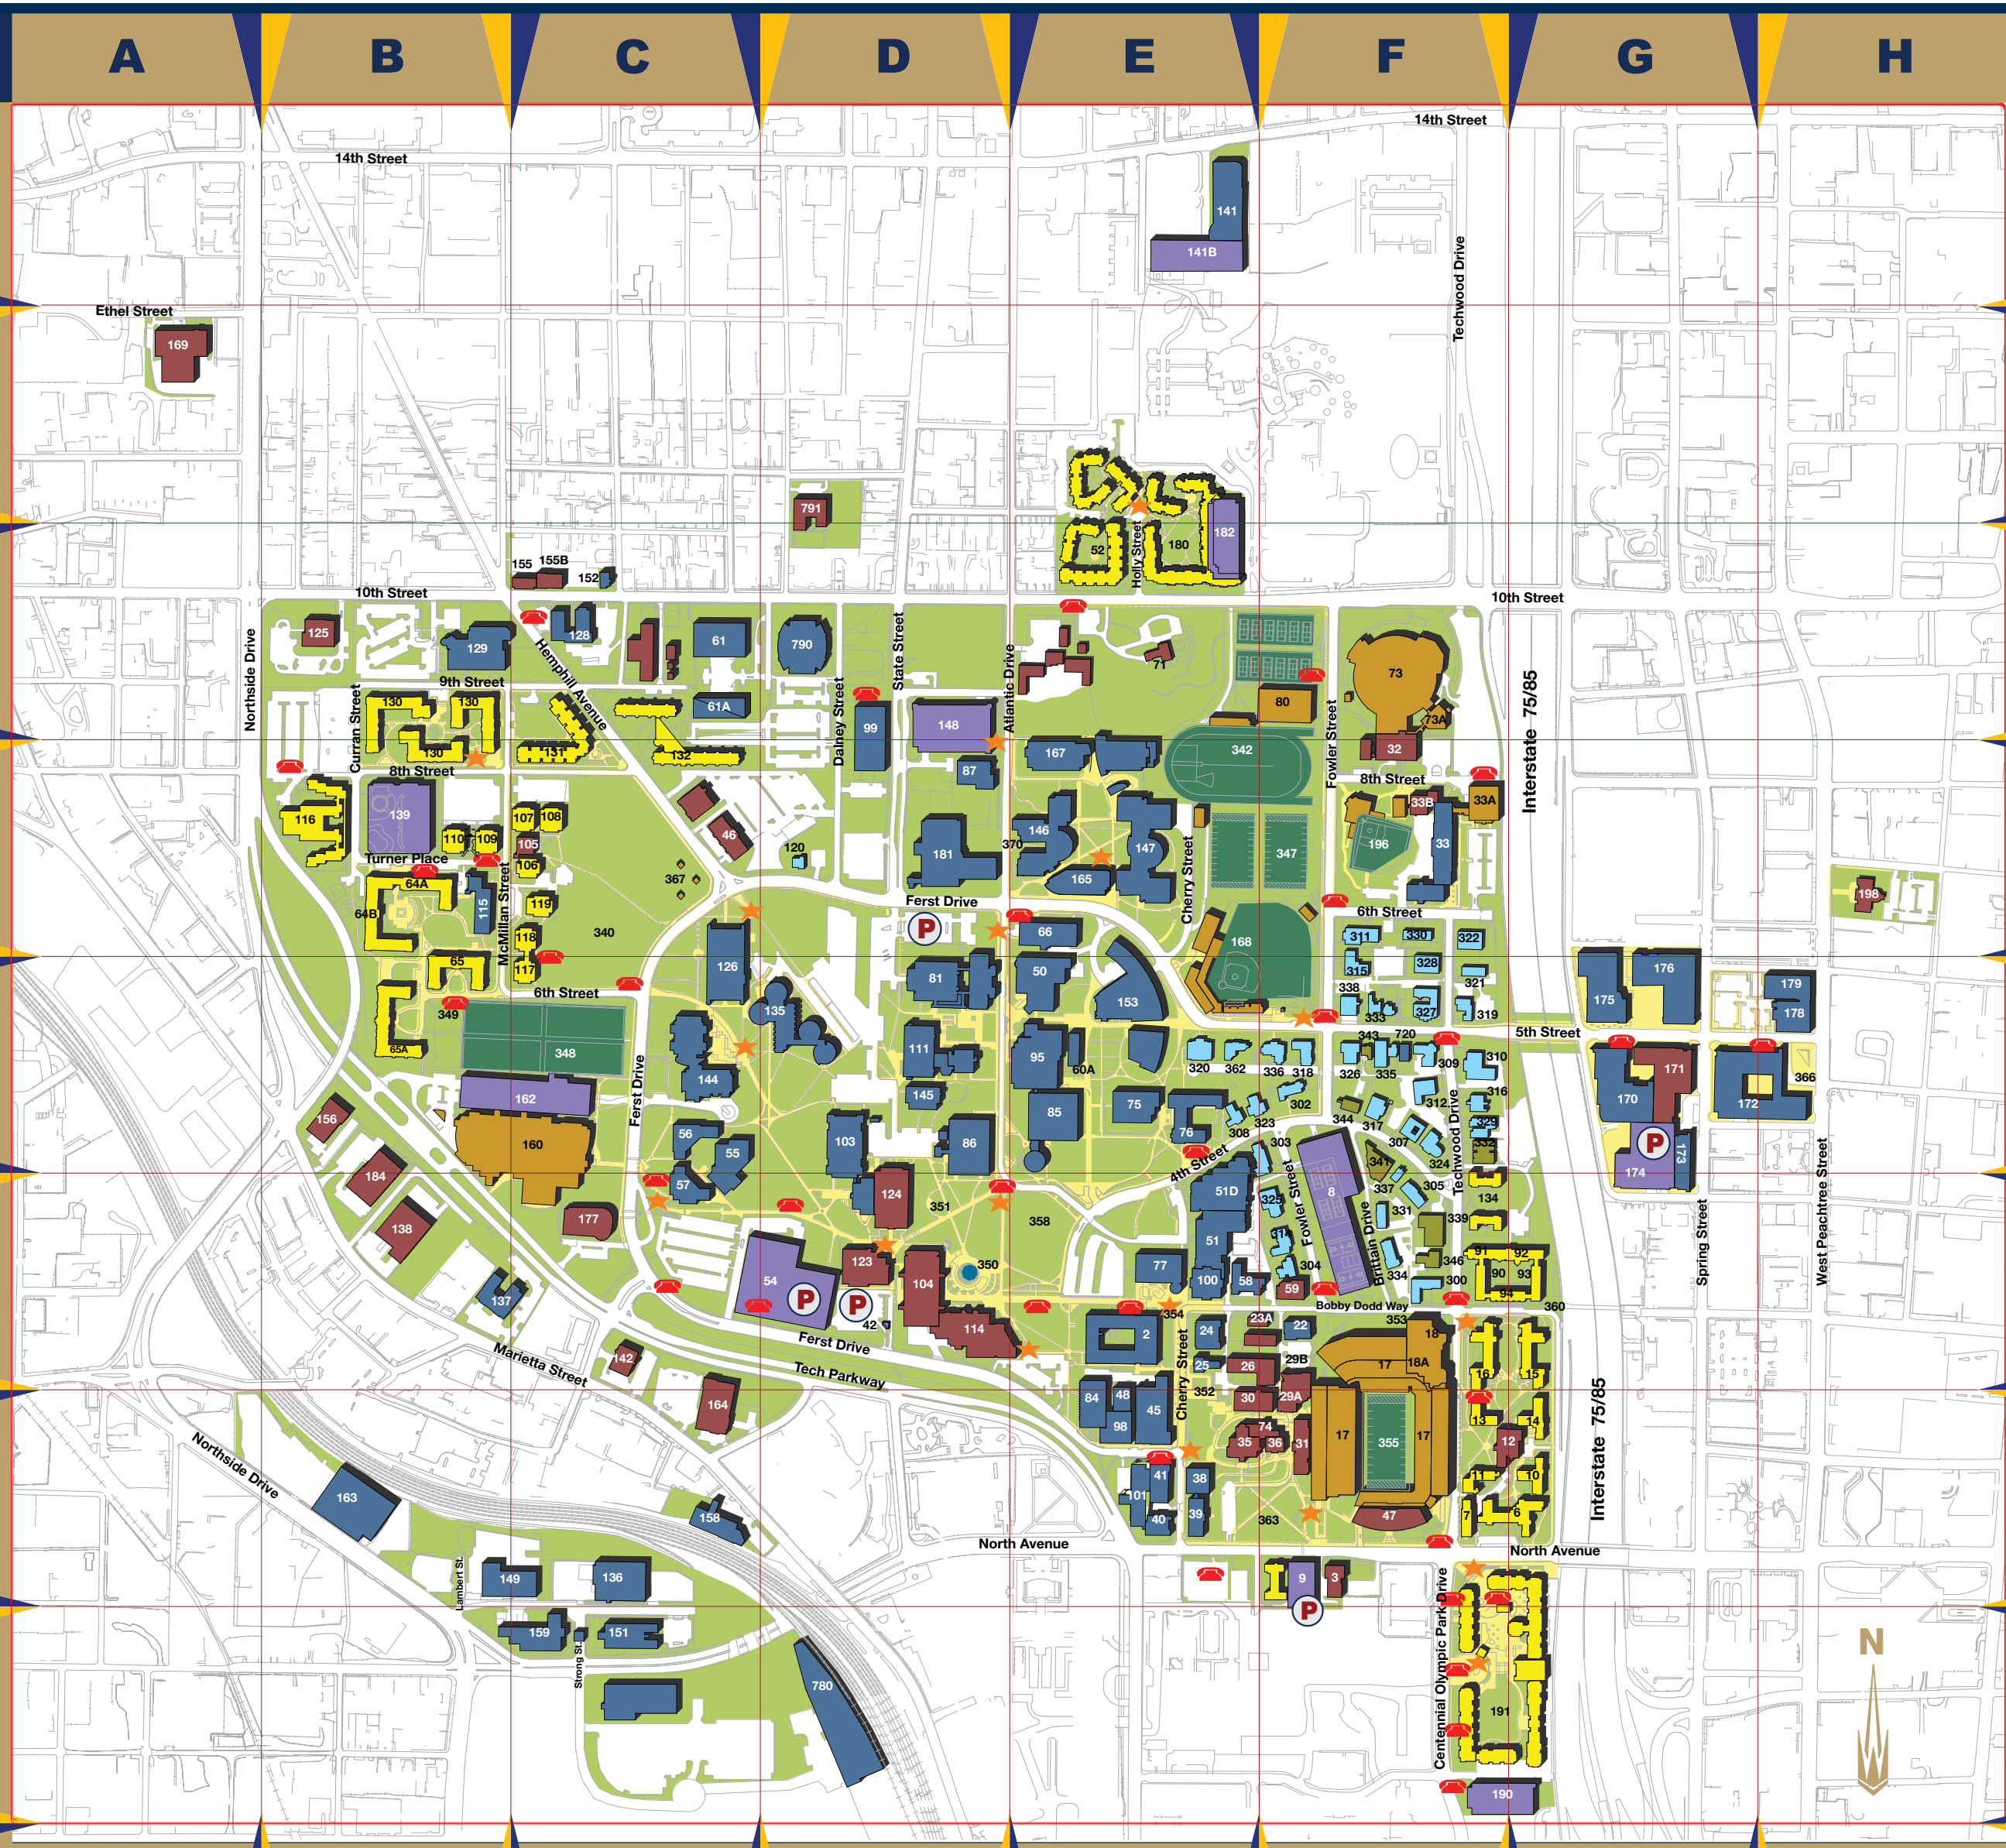 A B C D E F G H
14th Street
14th Street
141
141B
Techwood Drive
Ethel Street
169
791
182
52
Holly Street
180
155 155B
152
10th Street
10th Street
125
129
128
61
790
State Street
71
73
Northside Drive
Hemphill Avenue
Atlantic Drive
Interstate 75/85
9th Street
130 130
61A
Curran Street
Dalney Street
99
148
80
Fowler Street
73A
130
131
132
167
342
32
8th Street
87
8th Street
116
139
107 108
46
146
33B
33A
110 109
105
120
181
370
147
347
196
33
Turner Place
106
367
165
Cherry Street
64A
198
64B
115
McMillan Street
119
Ferst Drive
P
6th Street
340
118
66
168
311
330
322
65
117
126
81
50
315
328
176
321
6th Street
349
135
153
338
333
327
319
175
179
178
5th Street
65A
348
111
95
60A
343 720
320 362 336 318
326 335
309
310
171
366
Ferst Drive
144
145
162
85
75
302
312
316
170
172
344 317
156
160
56
55
103
86
76
308
323
303
307
329
Techwood Drive
P
173
332
324
4th Street
341
174
184
57
124
51D
325
Fowler Street
8
337
305
134
West Peachtree Street
138
177
351
358
331
339
Spring Street
51
314
Brittain Drive
123
350
77
304
334
346
91 92
54
104
100 58
59
300
90 93
94
137
P P
42
114
354
Bobby Dodd Way
353
360
Ferst Drive
2
24
23A
22
18
Marietta Street
142
Tech Parkway
25
26
29B
17 18A
16 15
Cherry Street
84 48
45
352
30
29A
164
98
74
35 36 31
17 355 17
13 14
12
Interstate 75/85
Northside Drive
163
41
101
38
11 10
158
40
39
363
47
7 6
North Avenue
North Avenue
Lambert St.
149
136
9
3
P
Centennial Olympic Park Drive
159
151
Strong St.
N
780
191
190